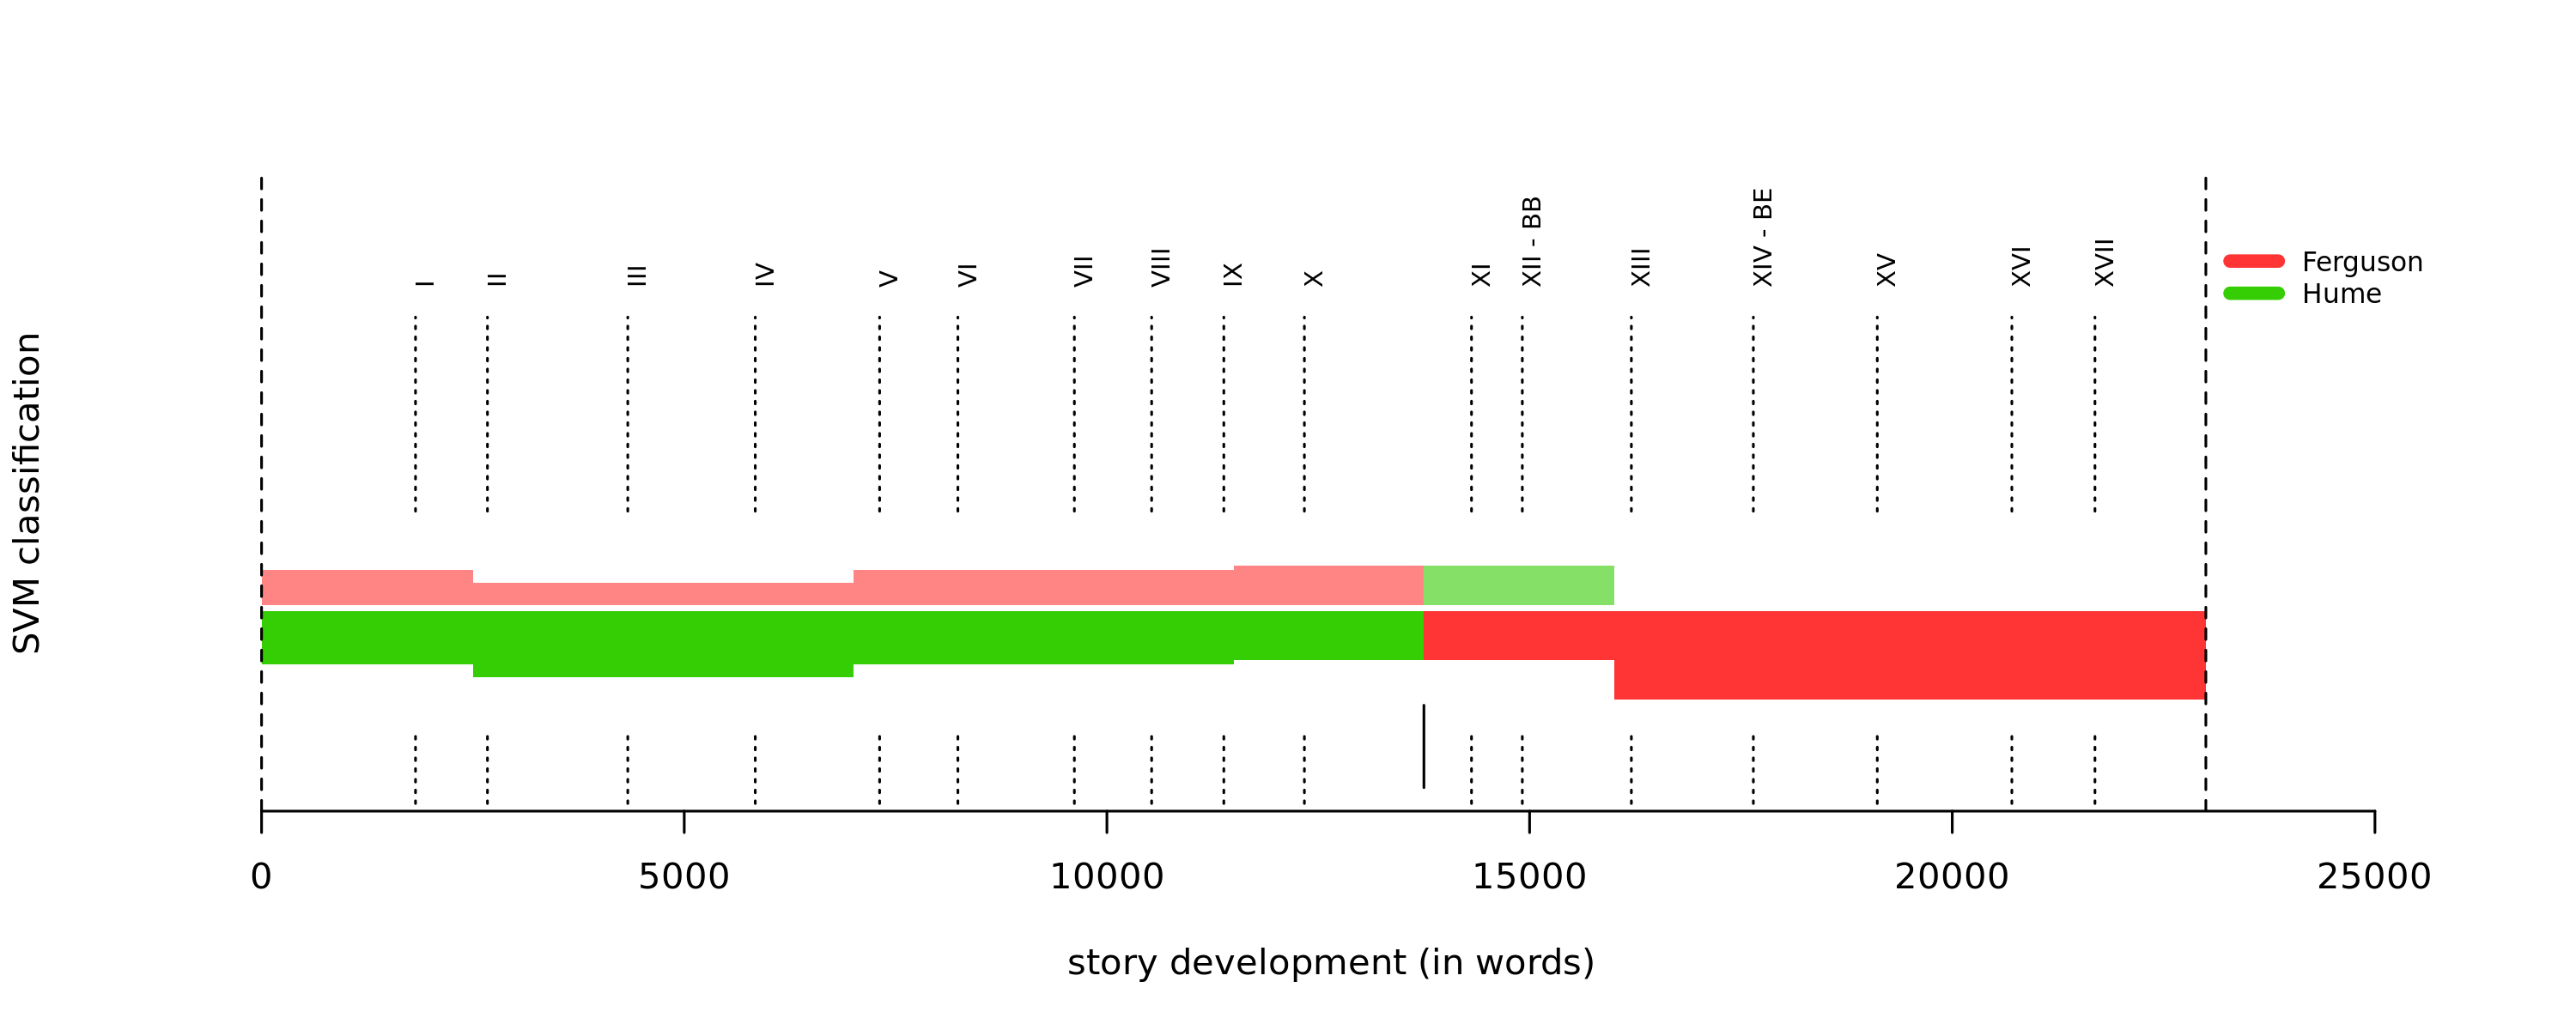 I
II
III
IV
V
VI
VII
VIII
IX
X
XI
XII - BB
XIII
XIV - BE
XV
XVI
XVII
Ferguson
Hume
SVM classification
0
5000
10000
15000
20000
25000
story development (in words)